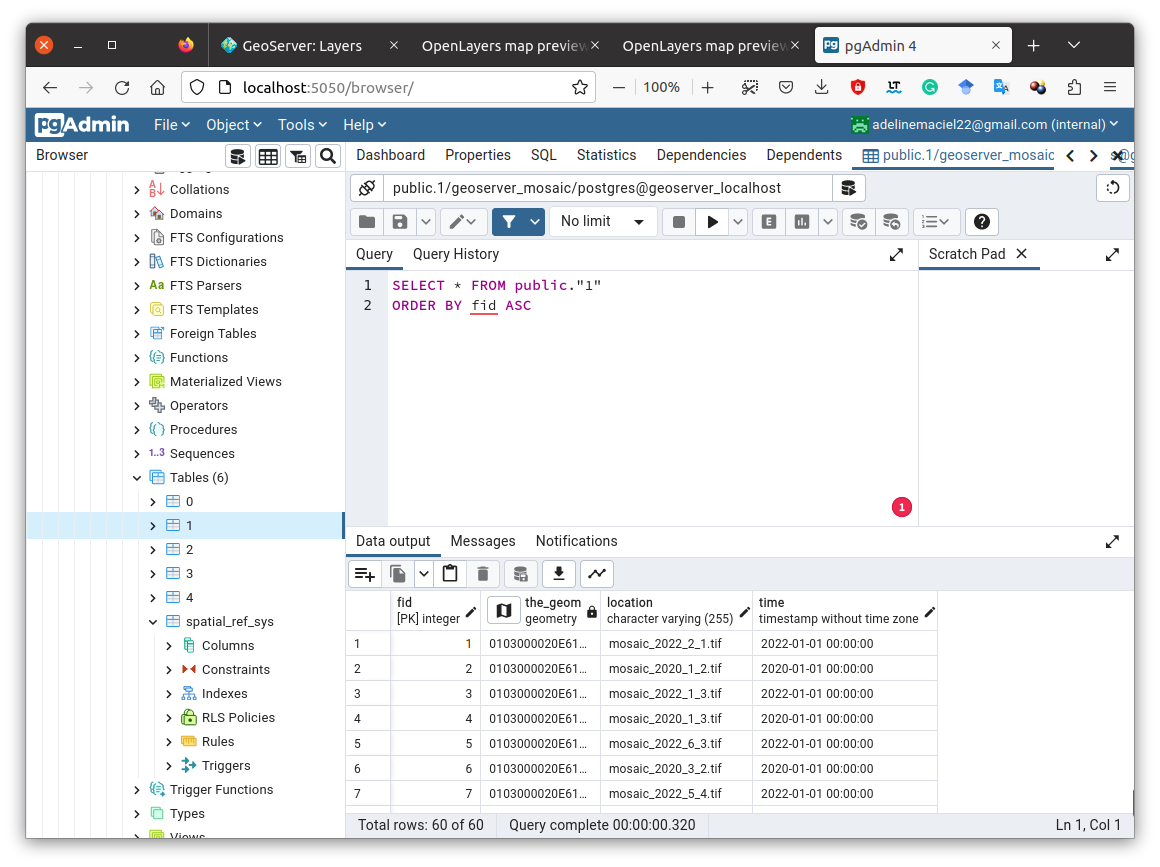 GeoServer: Layers
OpenLayers map preview
OpenLayers map preview
pgAdmin 4
localhost:5050/browser/
100%
pgAdmin
File
Object
Tools
Help
adelinemaciel22@gmail.com (internal)
Browser
Dashboard
Properties
SQL
Statistics
Dependencies
Dependents
public.1/geoserver_mosaic
Collations
Domains
FTS Configurations
FTS Dictionaries
FTS Parsers
FTS Templates
Foreign Tables
Functions
Materialized Views
Operators
Procedures
1..3 Sequences
Tables (6)
0
1
2
3
4
spatial_ref_sys
Columns
Constraints
Indexes
RLS Policies
Rules
Triggers
Trigger Functions
Types
Views
public.1/geoserver_mosaic/postgres@geoserver_localhost
No limit
Query
Query History
Scratch Pad
1 SELECT * FROM public."1"
2 ORDER BY fid ASC
1
Data output
Messages
Notifications
fid
[PK] integer
the_geom
geometry
location
character varying (255)
time
timestamp without time zone
1 1 0103000020E61... mosaic_2022_2_1.tif 2022-01-01 00:00:00
2 2 0103000020E61... mosaic_2020_1_2.tif 2020-01-01 00:00:00
3 3 0103000020E61... mosaic_2022_1_3.tif 2022-01-01 00:00:00
4 4 0103000020E61... mosaic_2020_1_3.tif 2020-01-01 00:00:00
5 5 0103000020E61... mosaic_2022_6_3.tif 2022-01-01 00:00:00
6 6 0103000020E61... mosaic_2020_3_2.tif 2020-01-01 00:00:00
7 7 0103000020E61... mosaic_2022_5_4.tif 2022-01-01 00:00:00
Total rows: 60 of 60
Query complete 00:00:00.320
Ln 1, Col 1